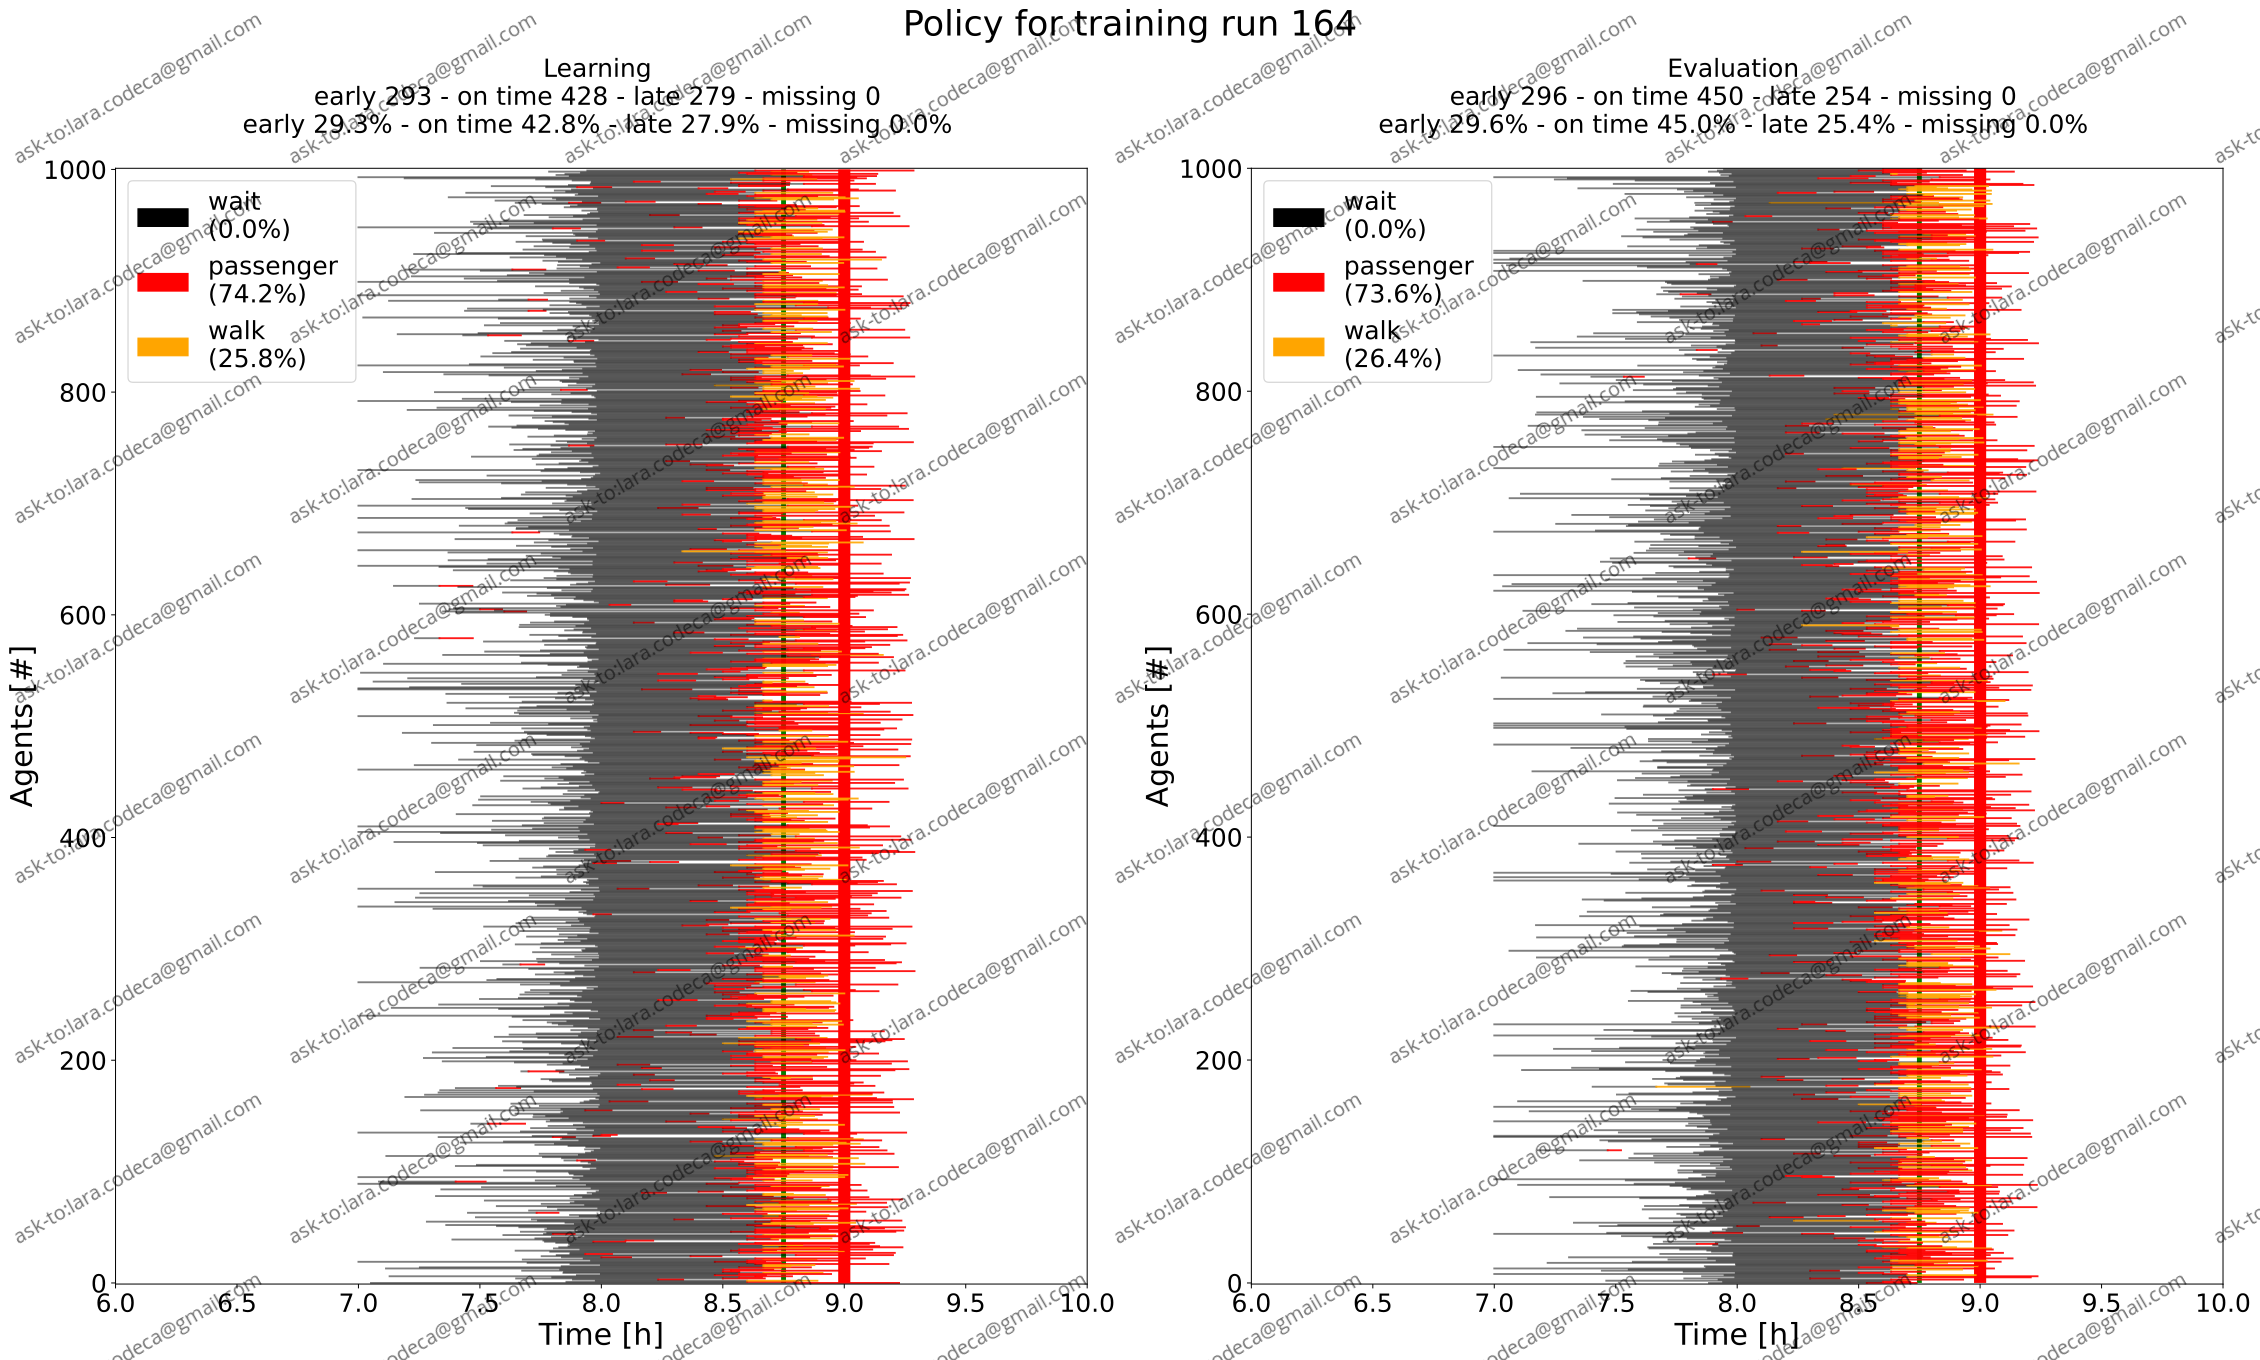 Policy for training run 164
Learning
early 293 - on time 428 - late 279 - missing 0
early 29.3% - on time 42.8% - late 27.9% - missing 0.0%
wait
(0.0%)
passenger
(74.2%)
walk
(25.8%)
Agents [#]
1000
800
600
400
200
0
6.0 6.5 7.0 7.5 8.0 8.5 9.0 9.5 10.0
Time [h]
Evaluation
early 296 - on time 450 - late 254 - missing 0
early 29.6% - on time 45.0% - late 25.4% - missing 0.0%
wait
(0.0%)
passenger
(73.6%)
walk
(26.4%)
Agents [#]
1000
800
600
400
200
0
6.0 6.5 7.0 7.5 8.0 8.5 9.0 9.5 10.0
Time [h]
ask-to:lara.codeca@gmail.com